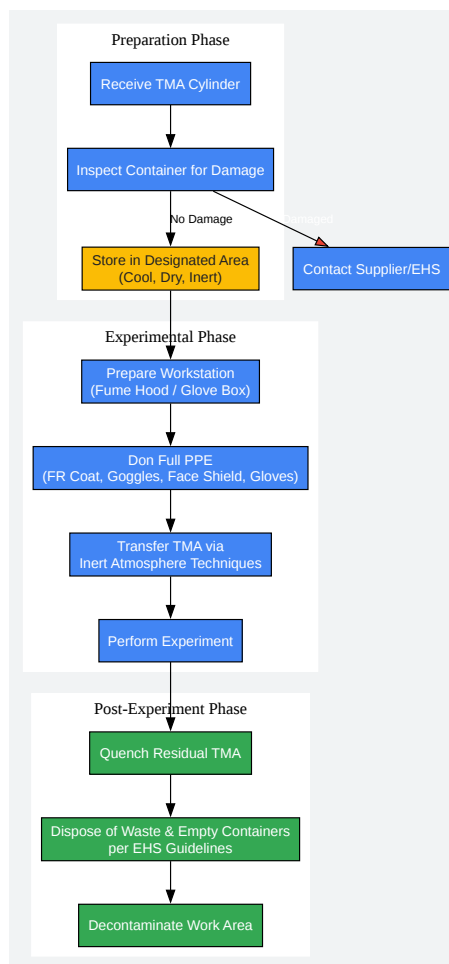 Preparation Phase
Receive TMA Cylinder
Inspect Container for Damage
No Damage
Damaged
Store in Designated Area
(Cool, Dry, Inert)
Contact Supplier/EHS
Experimental Phase
Prepare Workstation
(Fume Hood / Glove Box)
Don Full PPE
(FR Coat, Goggles, Face Shield, Gloves)
Transfer TMA via
Inert Atmosphere Techniques
Perform Experiment
Post-Experiment Phase
Quench Residual TMA
Dispose of Waste & Empty Containers
per EHS Guidelines
Decontaminate Work Area